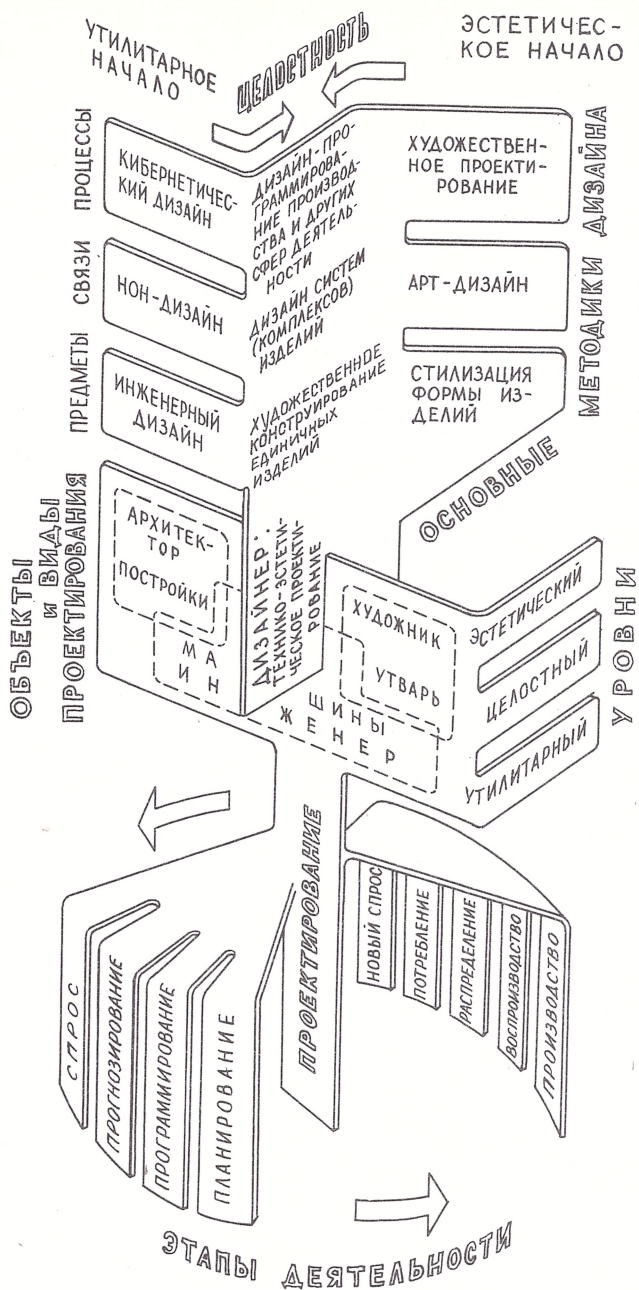 УТИЛИТАРНОЕ
НАЧАЛО
ЦЕЛОСТНОСТЬ
ЭСТЕТИЧЕС-
КОЕ НАЧАЛО
ПРОЦЕССЫ
СВЯЗИ
ПРЕДМЕТЫ
КИБЕРНЕТИЧЕС-
КИЙ ДИЗАЙН
НОН-ДИЗАЙН
ИНЖЕНЕРНЫЙ
ДИЗАЙН
ДИЗАЙН-ПРО-
ГРАММИРОВА-
НИЕ ПРОИЗВОД-
СТВА И ДРУГИХ
СФЕР ДЕЯТЕЛЬ-
НОСТИ
ДИЗАЙН СИСТЕМ
(КОМПЛЕКСОВ)
ИЗДЕЛИЙ
ХУДОЖЕСТВЕННОЕ
КОНСТРУИРОВАНИЕ
ЕДИНИЧНЫХ
ИЗДЕЛИЙ
ХУДОЖЕСТВЕН-
НОЕ ПРОЕКТИ-
РОВАНИЕ
АРТ-ДИЗАЙН
СТИЛИЗАЦИЯ
ФОРМЫ ИЗ-
ДЕЛИЙ
ОСНОВНЫЕ
МЕТОДИКИ ДИЗАЙНА
ОБЪЕКТЫ
И ВИДЫ
ПРОЕКТИРОВАНИЯ
АРХИТЕК-
ТОР
ПОСТРОЙКИ
ДИЗАЙНЕР:
ТЕХНИКО-ЭСТЕТИ-
ЧЕСКОЕ ПРОЕКТИ-
РОВАНИЕ
ХУДОЖНИК
УТВАРЬ
МАШИНЫ
ИНЖЕНЕР
ЭСТЕТИЧЕСКИЙ
ЦЕЛОСТНЫЙ
УТИЛИТАРНЫЙ
УРОВНИ
СПРОС
ПРОГНОЗИРОВАНИЕ
ПРОГРАММИРОВАНИЕ
ПЛАНИРОВАНИЕ
ПРОЕКТИРОВАНИЕ
НОВЫЙ СПРОС
ПОТРЕБЛЕНИЕ
РАСПРЕДЕЛЕНИЕ
ВОСПРОИЗВОДСТВО
ПРОИЗВОДСТВО
ЭТАПЫ ДЕЯТЕЛЬНОСТИ